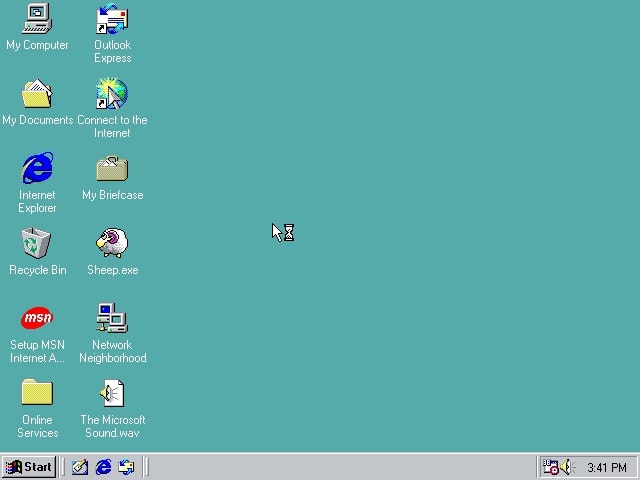 My Computer
Outlook
Express
My Documents
Connect to the
Internet
Internet
Explorer
My Briefcase
Recycle Bin
Sheep.exe
msn
Setup MSN
Internet A...
Network
Neighborhood
Online
Services
The Microsoft
Sound.wav
Start
3:41 PM